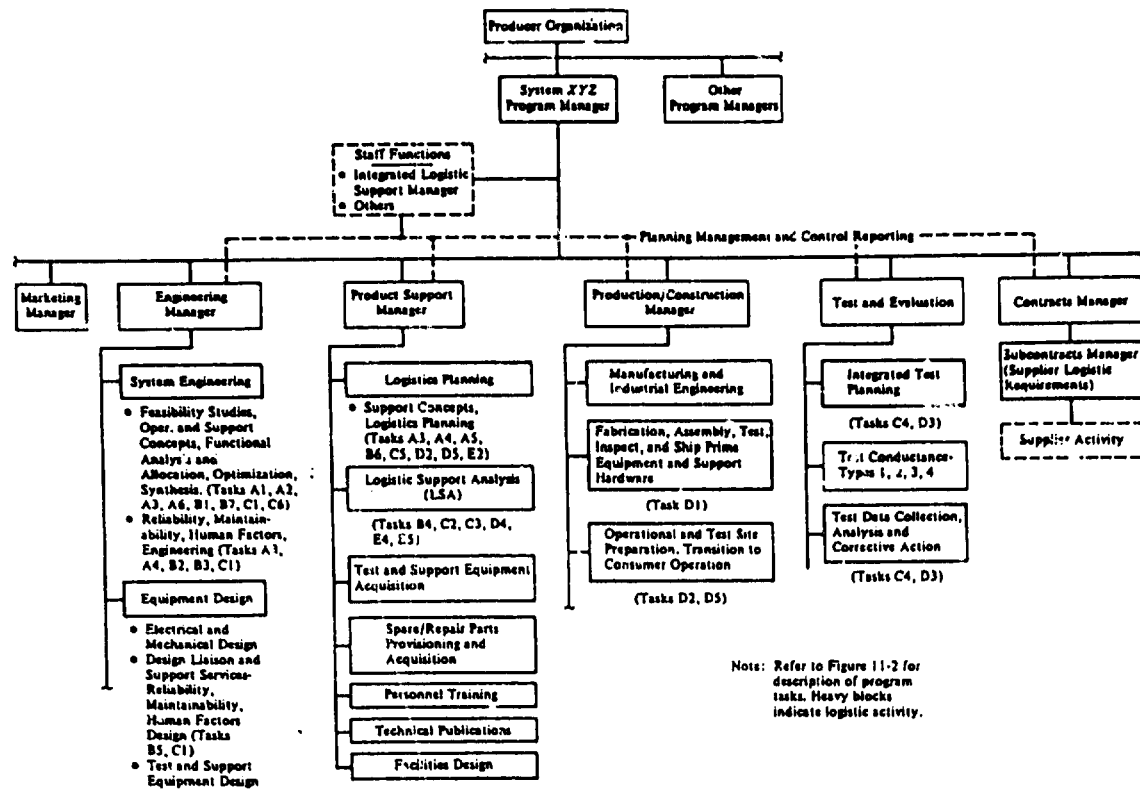 Producer Organization
System XYZ
Program Manager
Other
Program Managers
Staff Functions
• Integrated Logistic
Support Manager
• Others
Planning Management and Control Reporting
Marketing
Manager
Engineering
Manager
Product Support
Manager
Production/Construction
Manager
Test and Evaluation
Contracts Manager
System Engineering
• Feasibility Studies,
Oper. and Support
Concepts, Functional
Analysis and
Allocation, Optimization,
Synthesis. (Tasks A1, A2,
A3, A6, B1, B7, C1, C6)
• Reliability, Maintain-
ability, Human Factors,
Engineering (Tasks A3,
A4, B2, B3, C1)
Equipment Design
• Electrical and
Mechanical Design
• Design Liaison and
Support Services-
Reliability,
Maintainability,
Human Factors
Design (Tasks
B5, C1)
• Test and Support
Equipment Design
Logistics Planning
• Support Concepts,
Logistics Planning
(Tasks A3, A4, A5,
B6, C5, D2, D5, E2)
Logistic Support Analysis
(LSA)
(Tasks B4, C2, C3, D4,
E4, E5)
Test and Support Equipment
Acquisition
Spare/Repair Parts
Provisioning and
Acquisition
Personnel Training
Technical Publications
Facilities Design
Manufacturing and
Industrial Engineering
Fabrication, Assembly, Test,
Inspect, and Ship Prime
Equipment and Support
Hardware
(Task D1)
Operational and Test Site
Preparation, Transition to
Consumer Operation
(Tasks D2, D5)
Integrated Test
Planning
(Tasks C4, D3)
Test Conductance-
Types 1, 2, 3, 4
Test Data Collection,
Analysis and
Corrective Action
(Tasks C4, D3)
Subcontracts Manager
(Supplier Logistic
Requirements)
Supplier Activity
Note: Refer to Figure 11-2 for
description of program
tasks. Heavy blocks
indicate logistic activity.